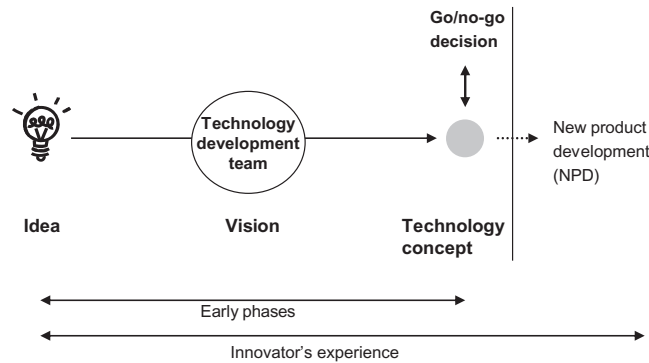 Go/no-go
decision
Technology
development
team
New product
development
(NPD)
Idea
Vision
Technology
concept
Early phases
Innovator's experience